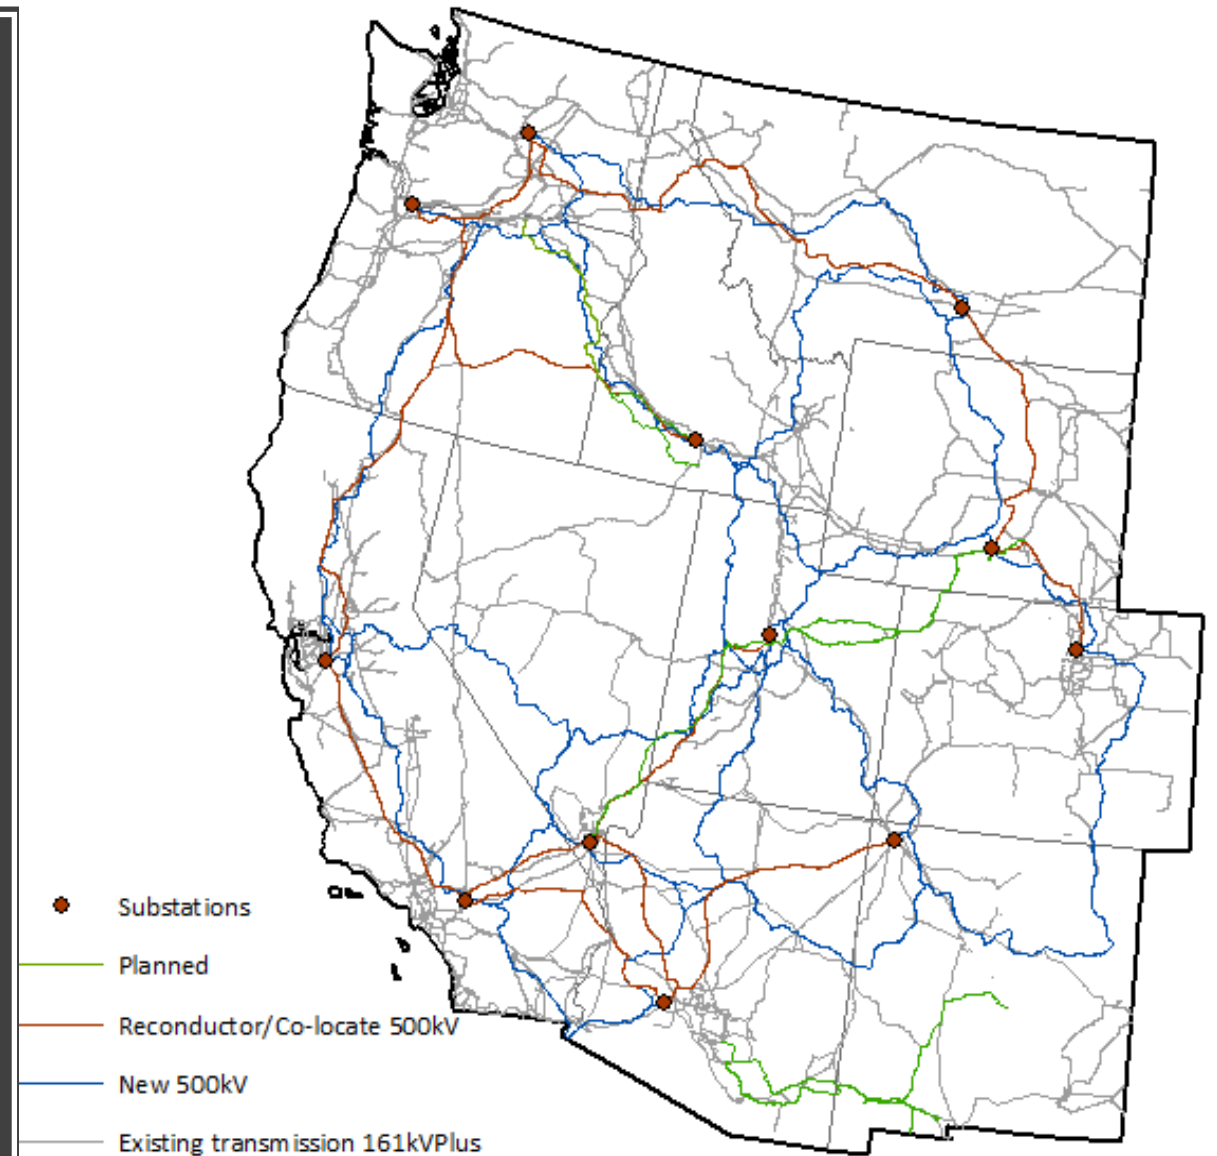 Substations
Planned
Reconductor/Co-locate 500kV
New 500kV
Existing transmission 161kVPlus